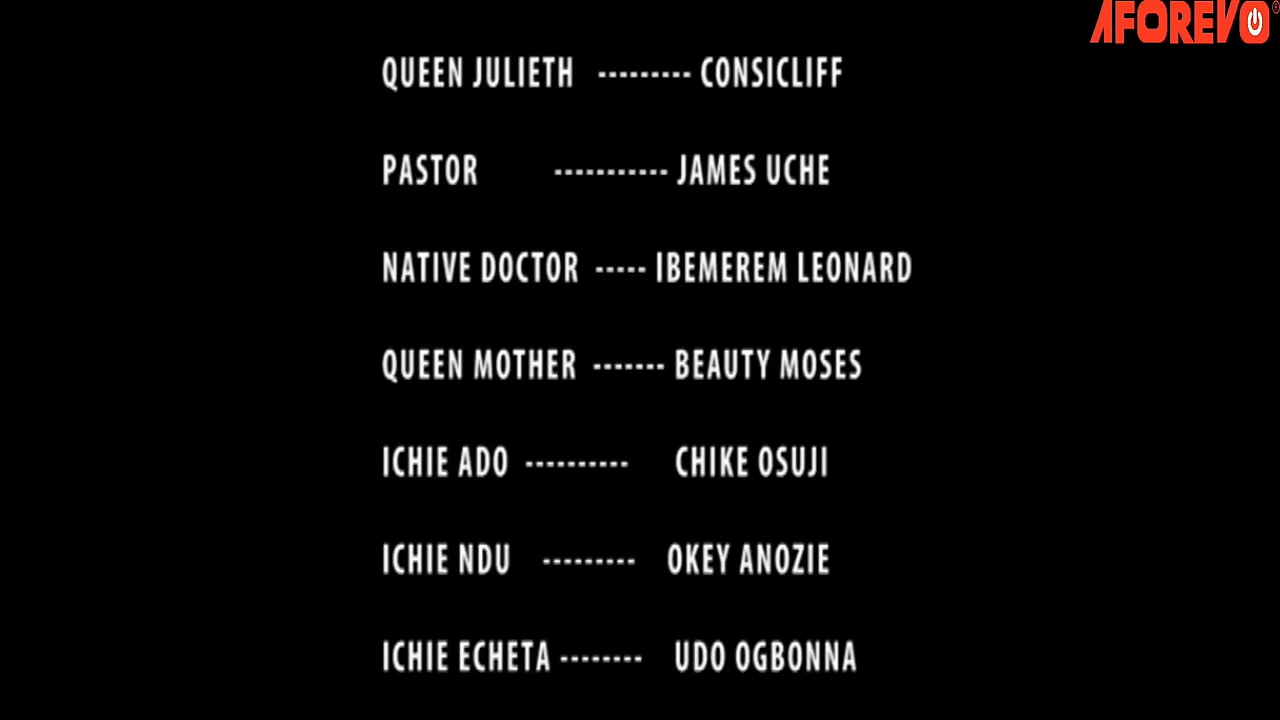 AFOREVO
QUEEN JULIETH --------- CONSICLIFF
PASTOR ----------- JAMES UCHE
NATIVE DOCTOR ----- IBEMEREM LEONARD
QUEEN MOTHER ------- BEAUTY MOSES
ICHIE ADO ---------- CHIKE OSUJI
ICHIE NDU --------- OKEY ANOZIE
ICHIE ECHETA -------- UDO OGBONNA